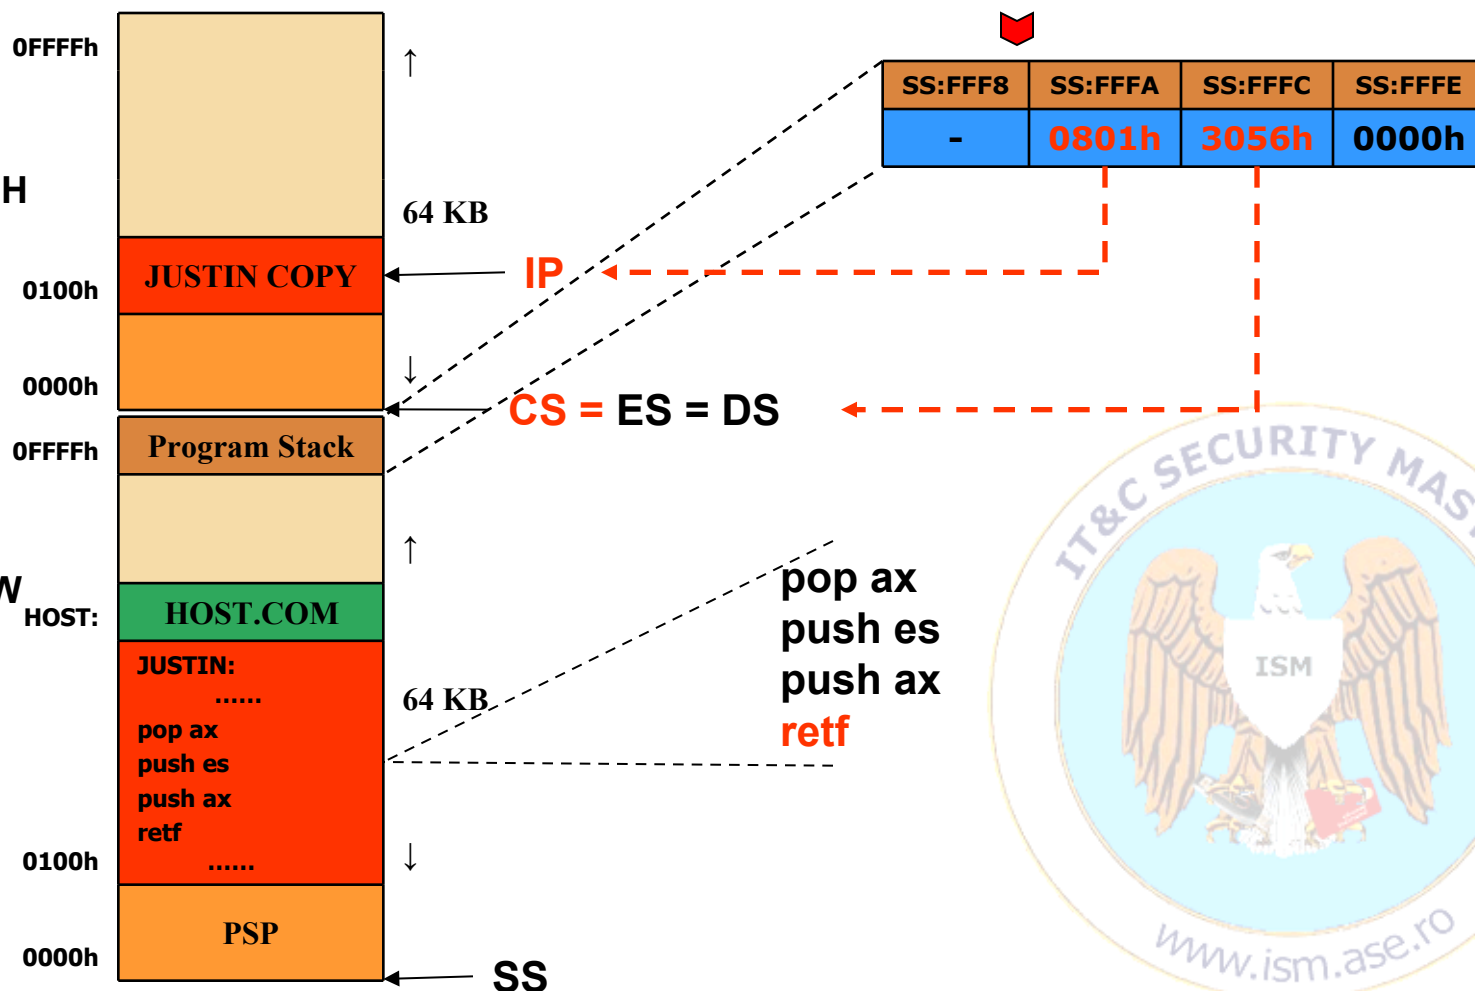 0FFFFh
↑
SS:FFF8 SS:FFFA SS:FFFC SS:FFFE
- 0801h 3056h 0000h
H
64 KB
JUSTIN COPY
IP
0100h
↓
0000h
CS = ES = DS
0FFFFh
Program Stack
↑
W
HOST:
HOST.COM
JUSTIN:
......
pop ax
push es
push ax
retf
......
64 KB
pop ax
push es
push ax
retf
0100h
↓
PSP
0000h
SS
IT&C SECURITY MAS
ISM
www.ism.ase.ro